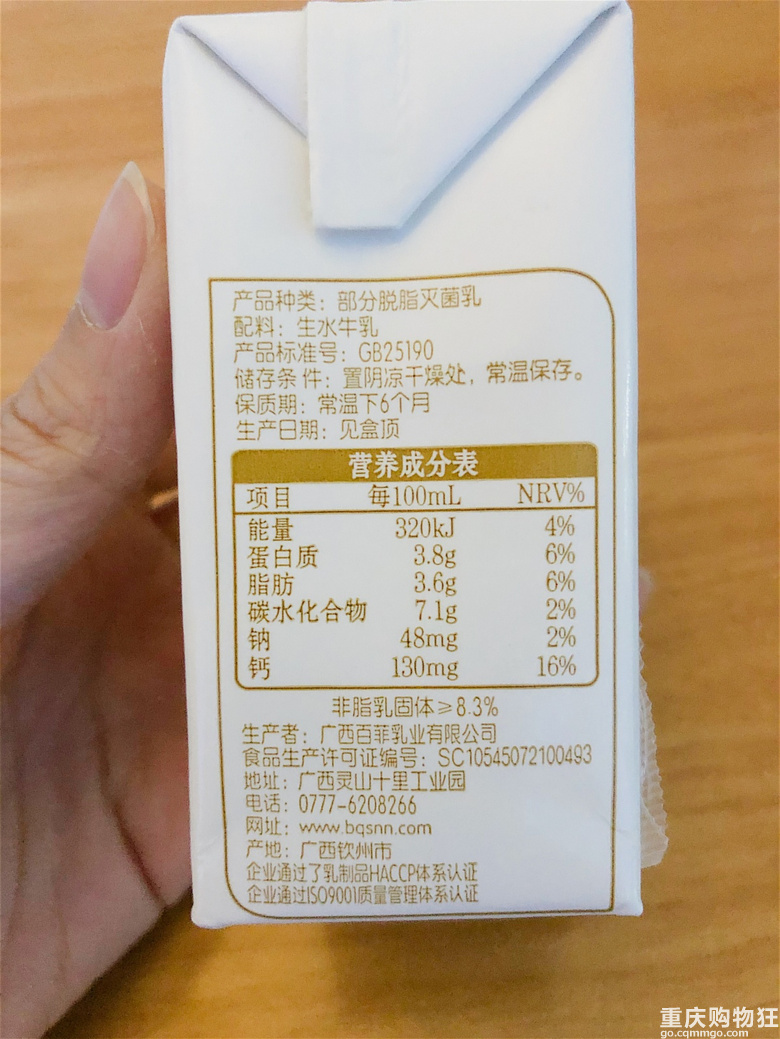 产品种类：部分脱脂灭菌乳
配料：生水牛乳
产品标准号：GB25190
储存条件：置阴凉干燥处，常温保存。
保质期：常温下6个月
生产日期：见盒顶
营养成分表
项目 每100mL NRV%
能量 320kJ 4%
蛋白质 3.8g 6%
脂肪 3.6g 6%
碳水化合物 7.1g 2%
钠 48mg 2%
钙 130mg 16%
非脂乳固体≥8.3%
生产者：广西百菲乳业有限公司
食品生产许可证编号：SC10545072100493
地址：广西灵山十里工业园
电话：0777-6208266
网址：www.bqsnn.com
产地：广西钦州市
企业通过了乳制品HACCP体系认证
企业通过ISO9001质量管理体系认证
重庆购物狂
go.cqmmgo.com